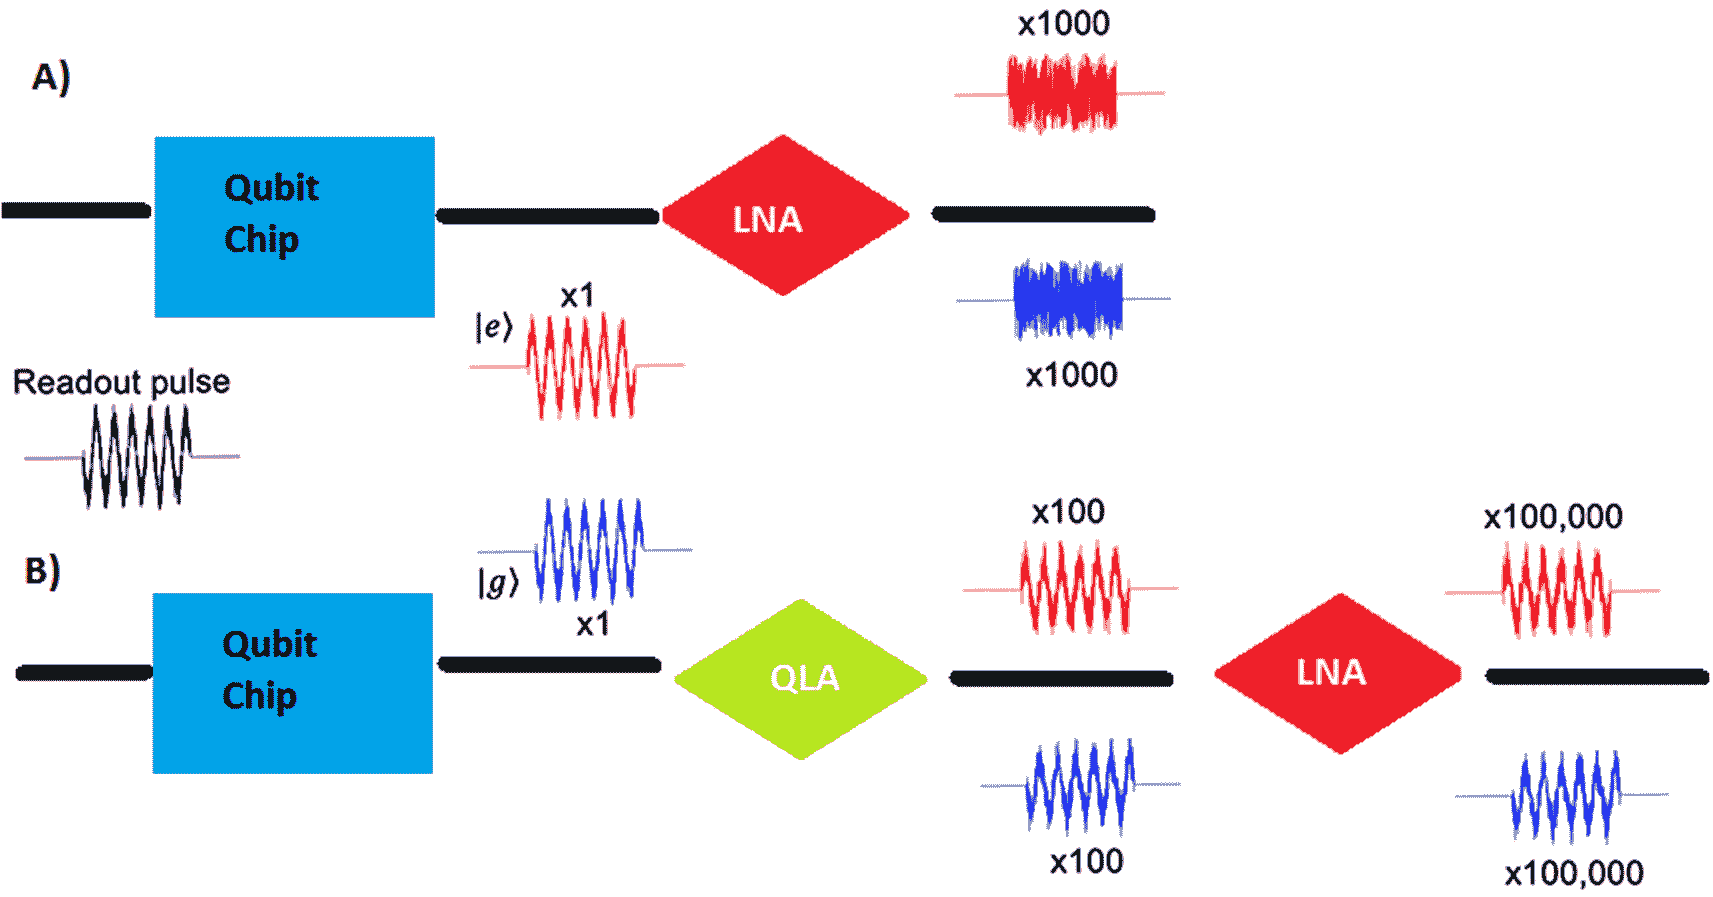 A)
x1000
Qubit
Chip
LNA
x1
|e⟩
x1000
Readout pulse
B)
|g⟩
x1
Qubit
Chip
QLA
x100
x100
LNA
x100,000
x100,000